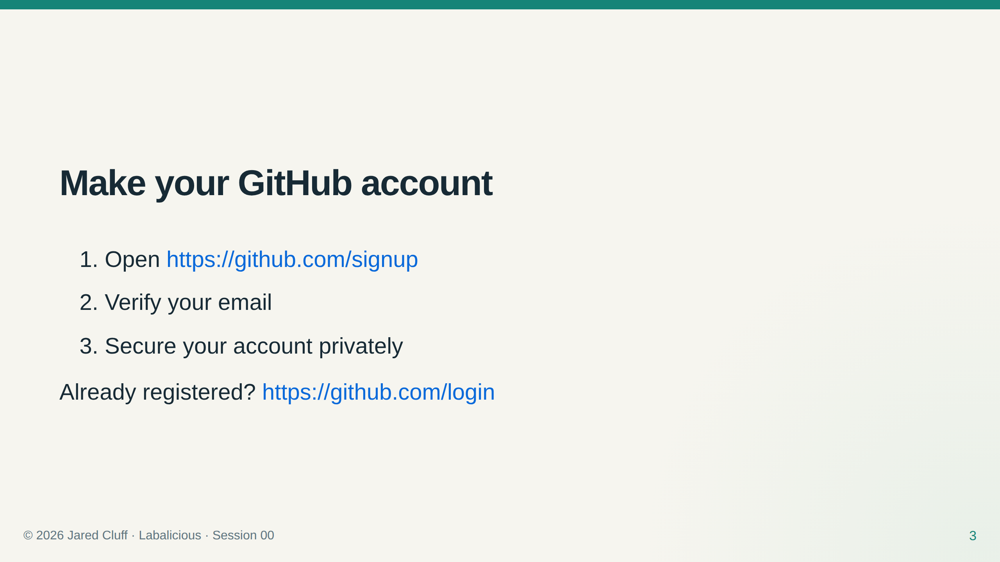 Make your GitHub account
1. Open https://github.com/signup
2. Verify your email
3. Secure your account privately
Already registered? https://github.com/login
© 2026 Jared Cluff · Labalicious · Session 00
3